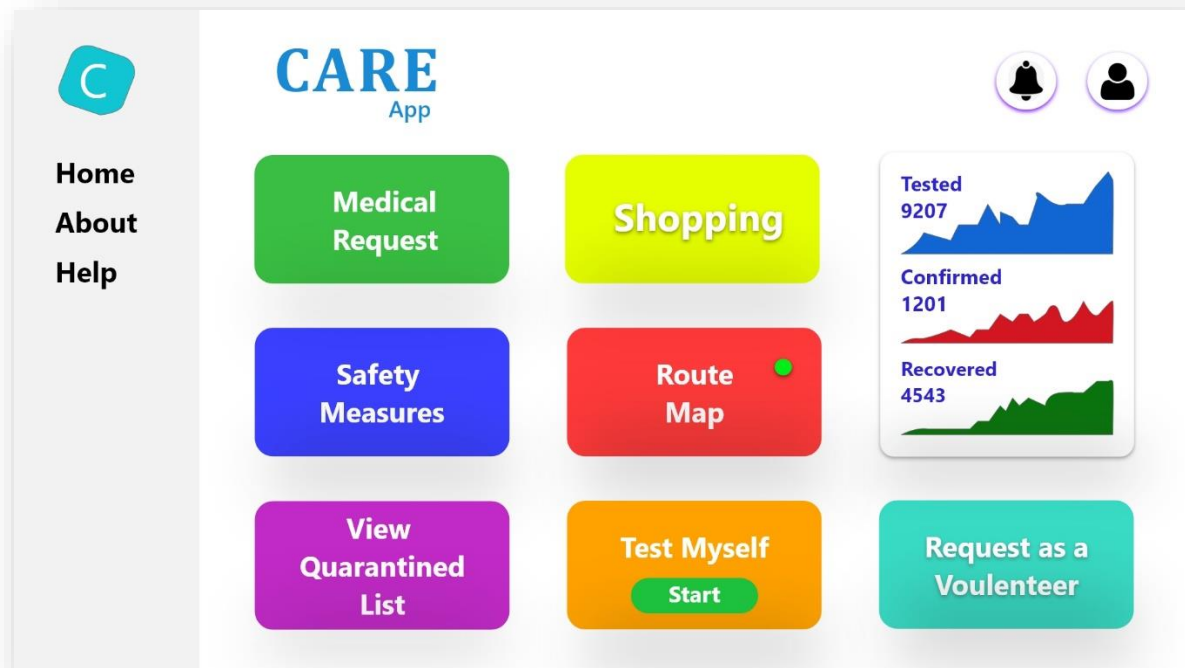 C
CARE
App
Home
About
Help
Medical
Request
Shopping
Tested
9207
Confirmed
1201
Recovered
4543
Safety
Measures
Route
Map
View
Quarantined
List
Test Myself
Start
Request as a
Voulenteer